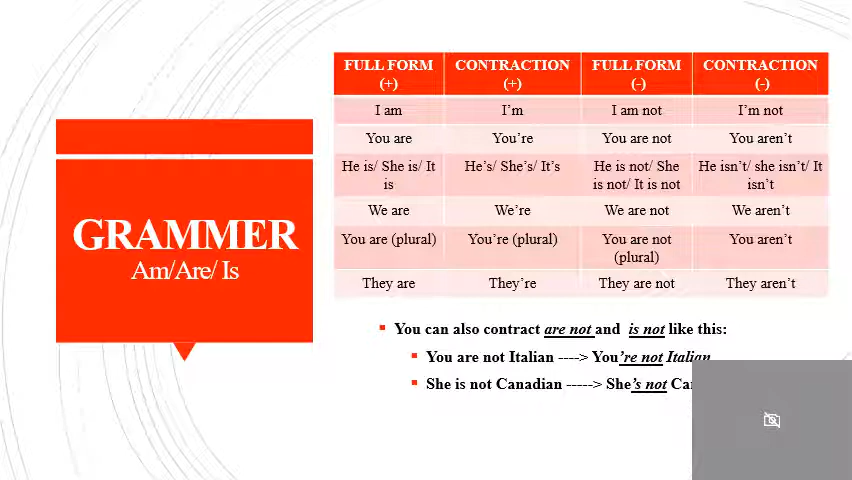 GRAMMER
Am/Are/ Is
FULL FORM (+) CONTRACTION (+) FULL FORM (-) CONTRACTION (-)
I am I’m I am not I’m not
You are You’re You are not You aren’t
He is/ She is/ It is He’s/ She’s/ It’s He is not/ She is not/ It is not He isn’t/ she isn’t/ It isn’t
We are We’re We are not We aren’t
You are (plural) You’re (plural) You are not (plural) You aren’t
They are They’re They are not They aren’t
You can also contract are not and is not like this:
You are not Italian ----> You’re not Italian
She is not Canadian -----> She’s not